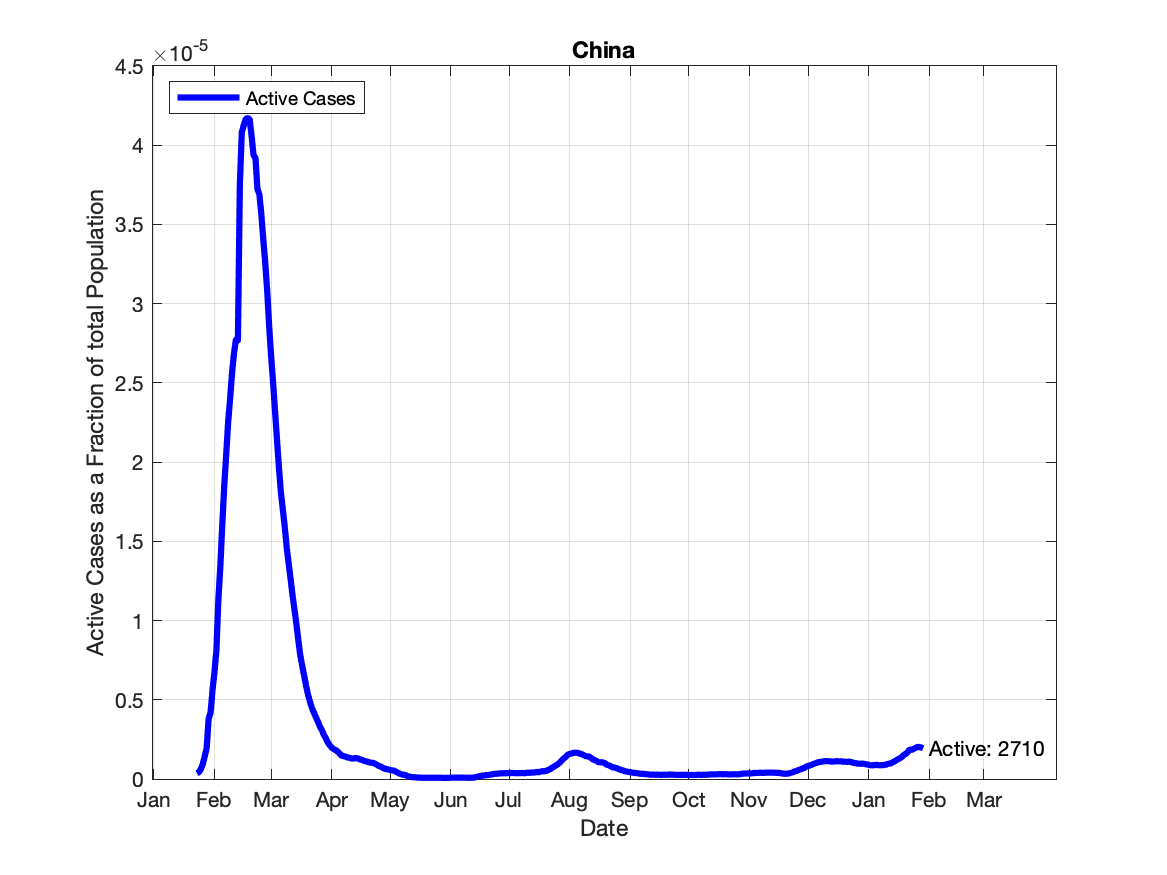 China
×10-5
Active Cases
4.5
4
3.5
3
2.5
2
1.5
1
0.5
0
Active Cases as a Fraction of total Population
Active: 2710
Jan Feb Mar Apr May Jun Jul Aug Sep Oct Nov Dec Jan Feb Mar
Date